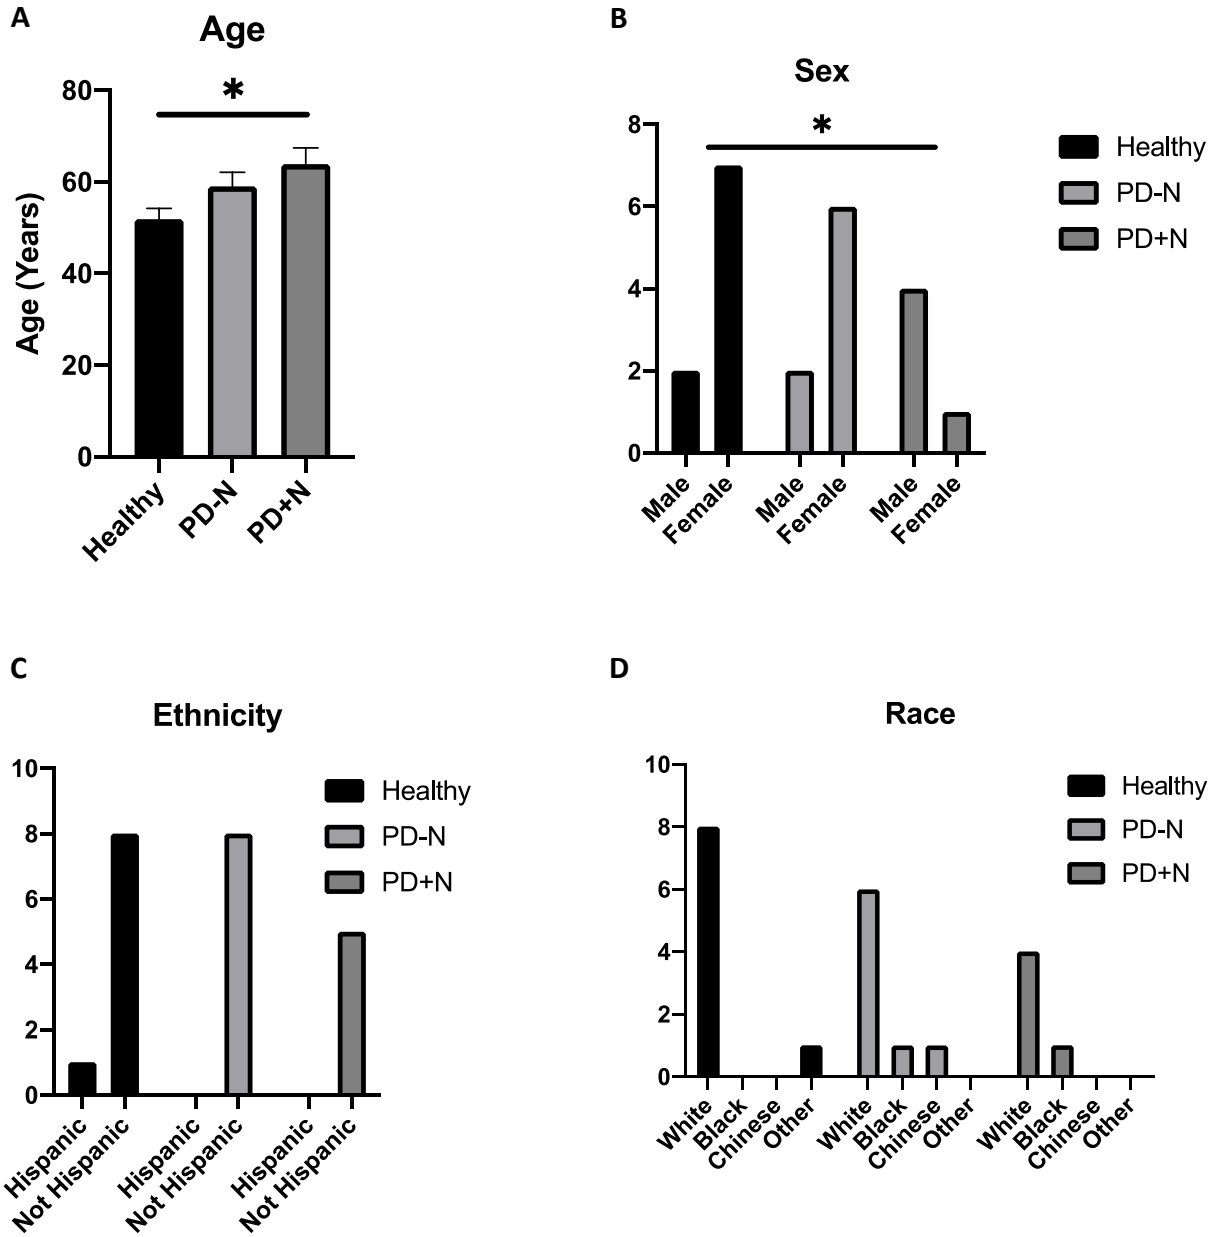 A
Age
*
80
60
40
20
0
Age (Years)
Healthy
PD-N
PD+N
B
Sex
*
8
6
4
2
0
Male
Female
Male
Female
Male
Female
Healthy
PD-N
PD+N
C
Ethnicity
10
8
6
4
2
0
Hispanic
Not Hispanic
Hispanic
Not Hispanic
Hispanic
Not Hispanic
Healthy
PD-N
PD+N
D
Race
10
8
6
4
2
0
White
Black
Chinese
Other
White
Black
Chinese
Other
White
Black
Chinese
Other
Healthy
PD-N
PD+N